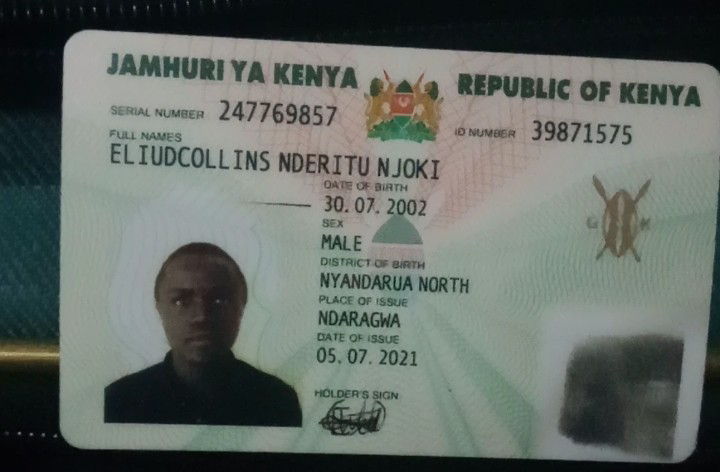 JAMHURI YA KENYA REPUBLIC OF KENYA
SERIAL NUMBER 247769857 ID NUMBER 39871575
FULL NAMES
ELIUDCOLLINS NDERITU NJOKI
DATE OF BIRTH
30.07.2002
SEX
MALE
G K
DISTRICT OF BIRTH
NYANDARUA NORTH
PLACE OF ISSUE
NDARAGWA
DATE OF ISSUE
05.07.2021
HOLDER'S SIGN